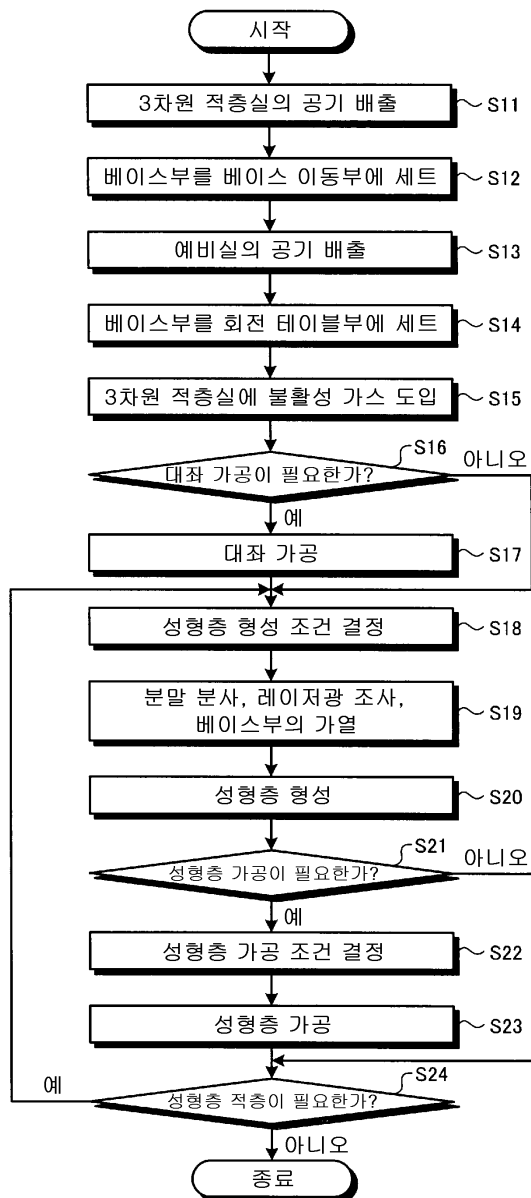 시작
3차원 적층실의 공기 배출
S11
베이스부를 베이스 이동부에 세트
S12
예비실의 공기 배출
S13
베이스부를 회전 테이블부에 세트
S14
3차원 적층실에 불활성 가스 도입
S15
S16
대좌 가공이 필요한가?
아니오
예
대좌 가공
S17
성형층 형성 조건 결정
S18
분말 분사, 레이저광 조사,
베이스부의 가열
S19
성형층 형성
S20
S21
성형층 가공이 필요한가?
아니오
예
성형층 가공 조건 결정
S22
성형층 가공
S23
S24
예
성형층 적층이 필요한가?
아니오
종료